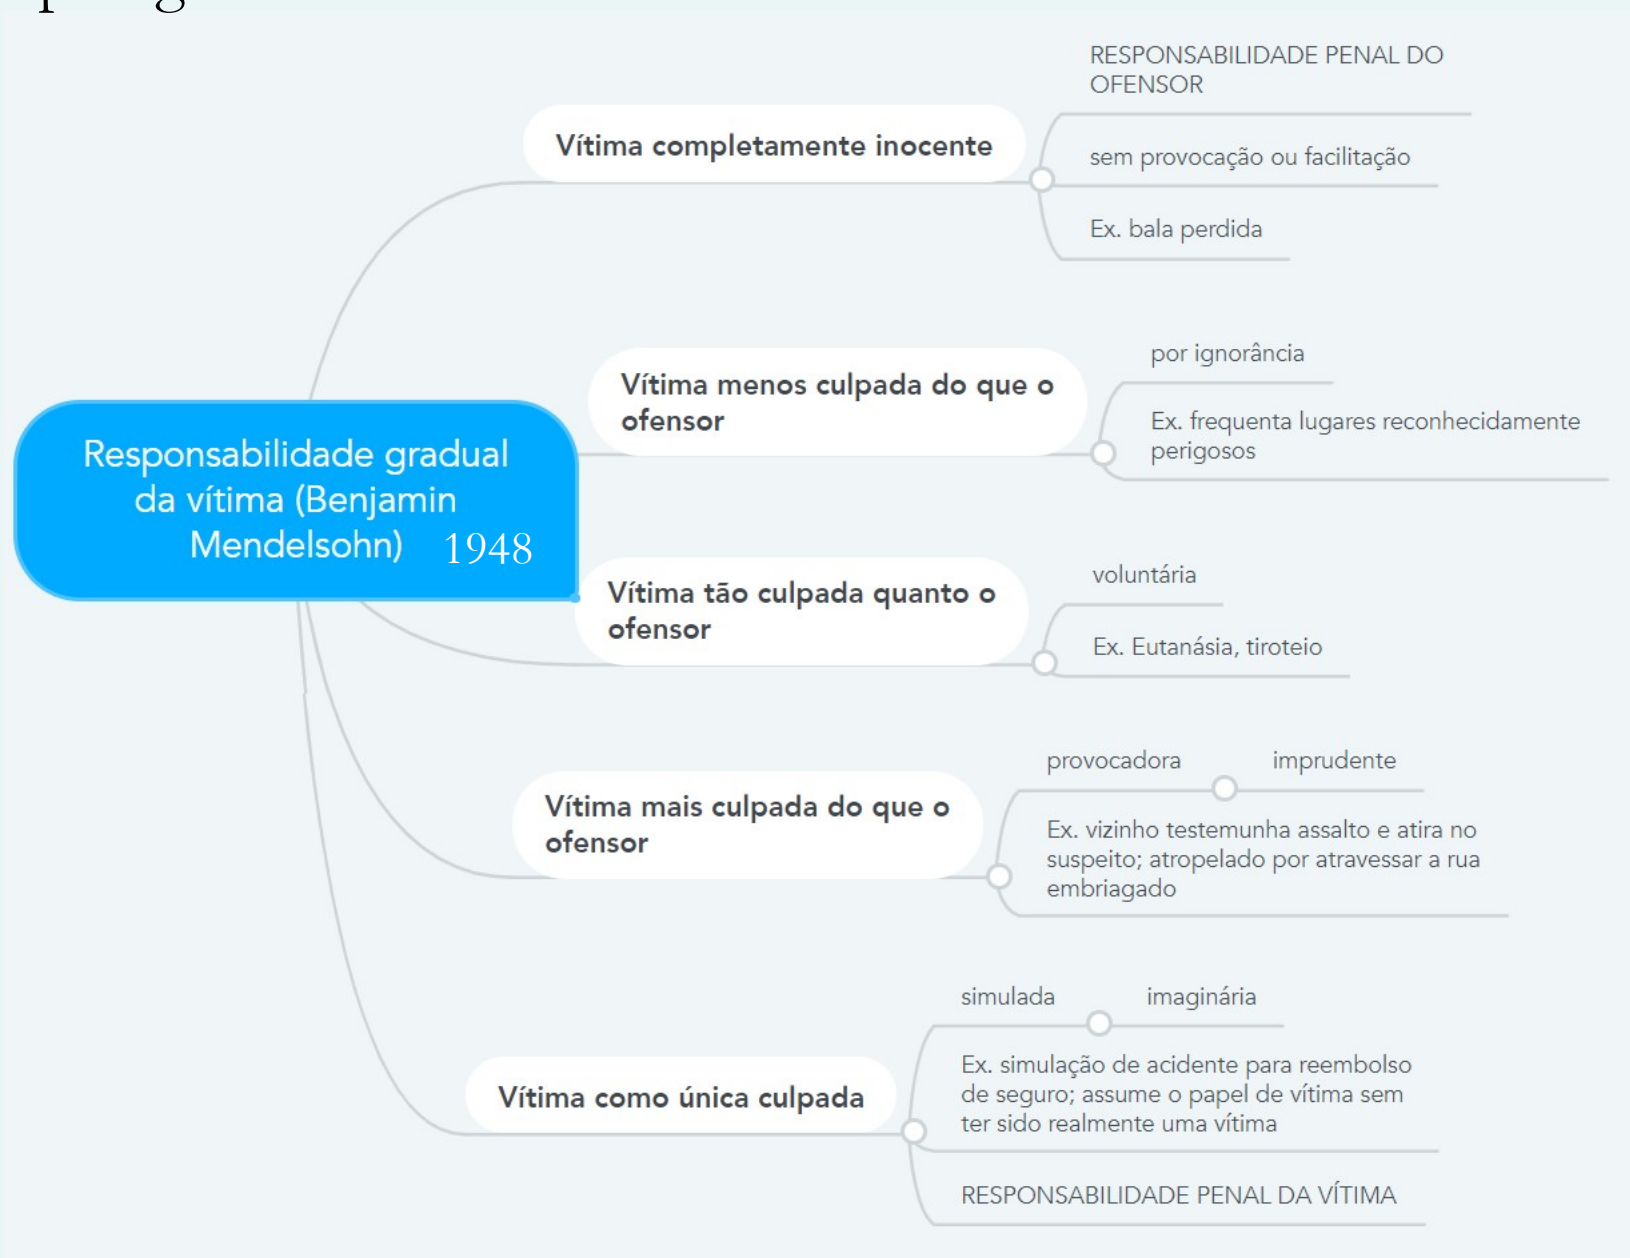 RESPONSABILIDADE PENAL DO
OFENSOR
Vítima completamente inocente
sem provocação ou facilitação
Ex. bala perdida
por ignorância
Vítima menos culpada do que o
ofensor
Ex. frequenta lugares reconhecidamente
perigosos
Responsabilidade gradual
da vítima (Benjamin
Mendelsohn) 1948
voluntária
Vítima tão culpada quanto o
ofensor
Ex. Eutanásia, tiroteio
provocadora imprudente
Vítima mais culpada do que o
ofensor
Ex. vizinho testemunha assalto e atira no
suspeito; atropelado por atravessar a rua
embriagado
simulada imaginária
Vítima como única culpada
Ex. simulação de acidente para reembolso
de seguro; assume o papel de vítima sem
ter sido realmente uma vítima
RESPONSABILIDADE PENAL DA VÍTIMA